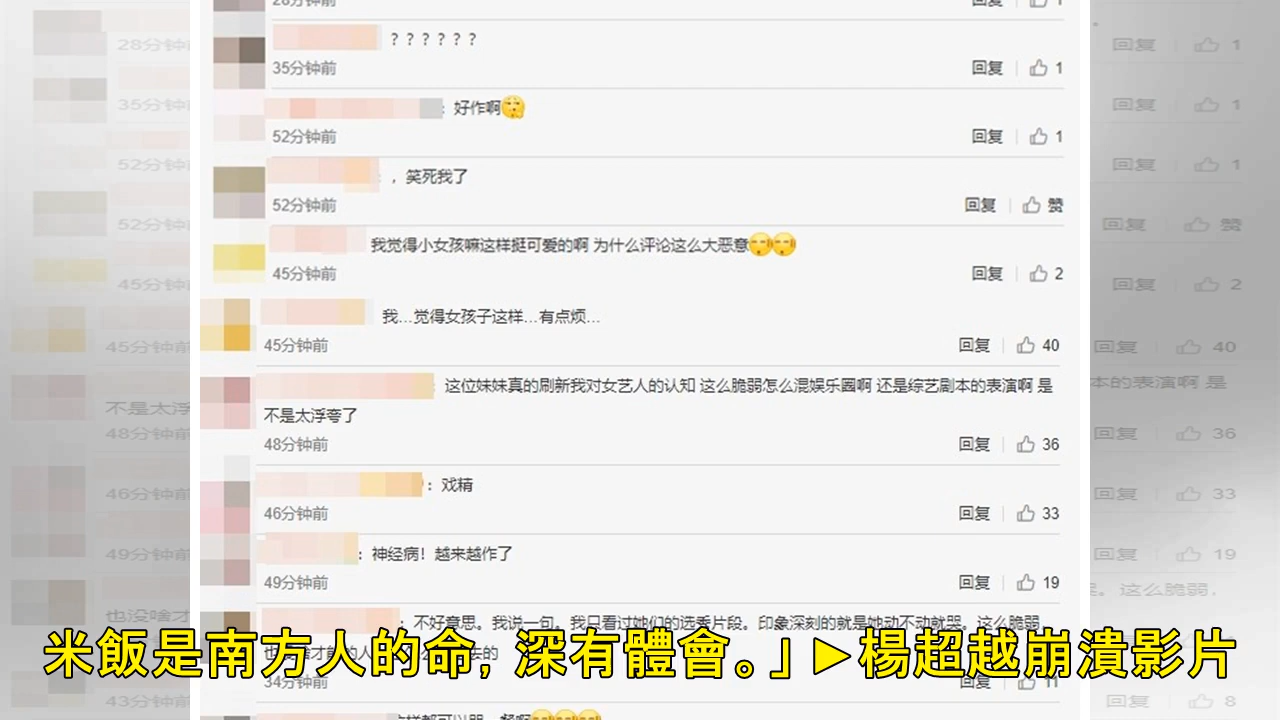 28分钟前 回复 1
？？？？？？
35分钟前 回复 1
：好作啊
52分钟前 回复 1
：，笑死我了
52分钟前 回复 赞
我觉得小女孩嘛这样挺可爱的啊 为什么评论这么大恶意
45分钟前 回复 2
我...觉得女孩子这样...有点烦...
45分钟前 回复 40
：这位妹妹真的刷新我对女艺人的认知 这么脆弱怎么混娱乐圈啊 还是综艺剧本的表演啊 是
不是太浮夸了
48分钟前 回复 36
：戏精
46分钟前 回复 33
：神经病！越来越作了
49分钟前 回复 19
：不好意思。我说一句。我只看过她们的选秀片段。印象深刻的就是她动不动就哭。这么脆弱。
米飯是南方人的命，深有體會。」►楊超越崩潰影片
34分钟前 回复 11